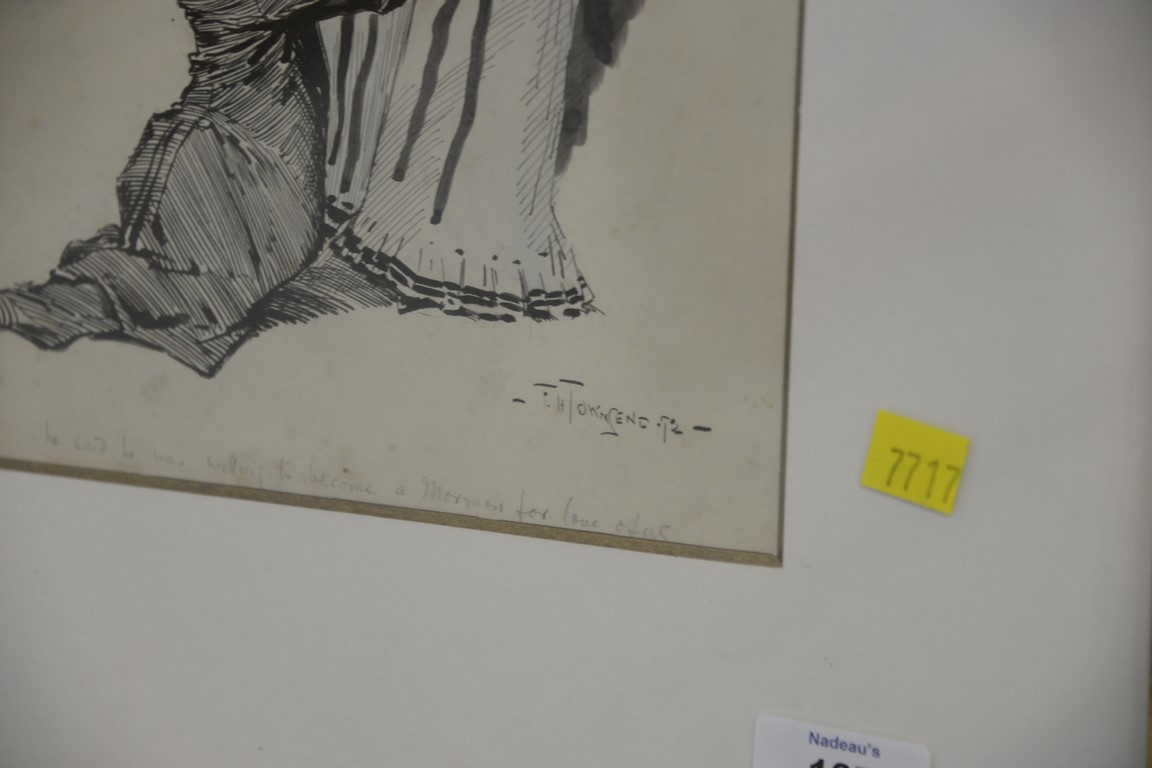 - F. H TOWNSEND · 92 -
he said he was willing to become a Mormon for love of us
7717
Nadeau's